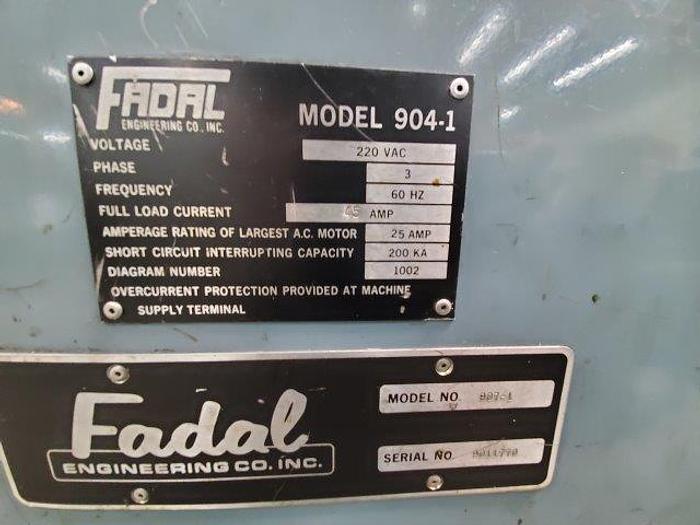 FADAL
ENGINEERING CO., INC.
MODEL 904-1
VOLTAGE 220 VAC
PHASE 3
FREQUENCY 60 HZ
FULL LOAD CURRENT 45 AMP
AMPERAGE RATING OF LARGEST A.C. MOTOR 25 AMP
SHORT CIRCUIT INTERRUPTING CAPACITY 200 KA
DIAGRAM NUMBER 1002
OVERCURRENT PROTECTION PROVIDED AT MACHINE
SUPPLY TERMINAL
Fadal
ENGINEERING CO. INC.
MODEL NO.
SERIAL NO.